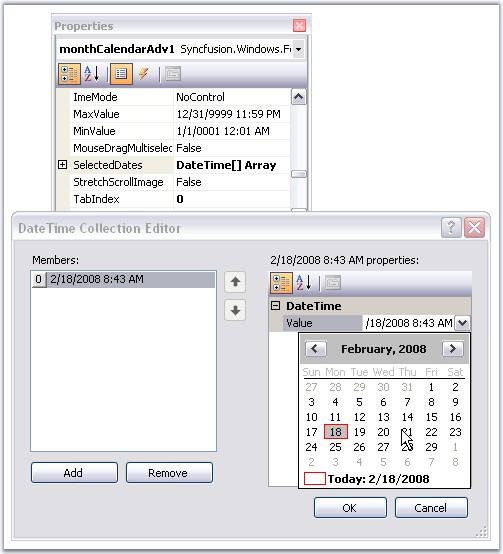 Properties
monthCalendarAdv1 Syncfusion.Windows.Fo
ImeMode NoControl
MaxValue 12/31/9999 11:59 PM
MinValue 1/1/0001 12:01 AM
MouseDragMultiselec False
SelectedDates DateTime[] Array
StretchScrollImage False
TabIndex 0
DateTime Collection Editor
Members:
0 2/18/2008 8:43 AM
Add Remove
2/18/2008 8:43 AM properties:
DateTime
Value /18/2008 8:43 AM
February, 2008
Sun Mon Tue Wed Thu Fri Sat
27 28 29 30 31 1 2
3 4 5 6 7 8 9
10 11 12 13 14 15 16
17 18 19 20 21 22 23
24 25 26 27 28 29 1
2 3 4 5 6 7 8
Today: 2/18/2008
OK Cancel